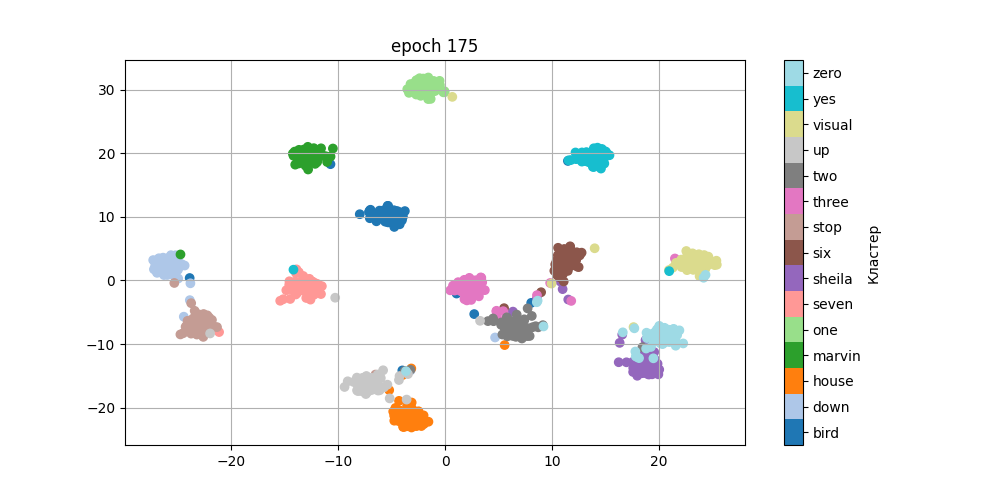 epoch 175
30
20
10
0
−10
−20
−20
−10
0
10
20
zero
yes
visual
up
two
three
stop
six
sheila
seven
one
marvin
house
down
bird
Кластер